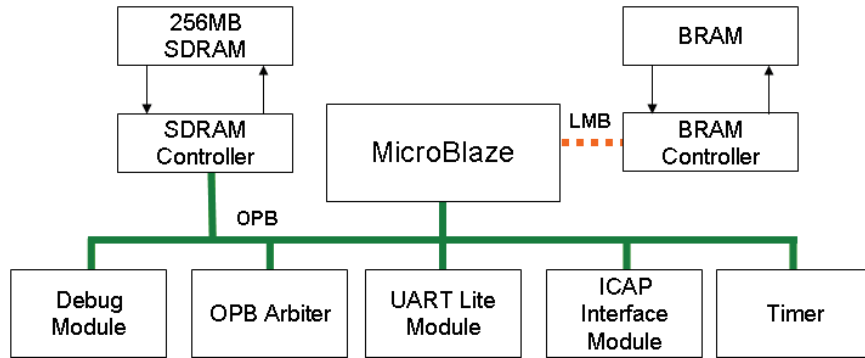 256MB
SDRAM
BRAM
SDRAM
Controller
MicroBlaze
LMB
BRAM
Controller
OPB
Debug
Module
OPB Arbiter
UART Lite
Module
ICAP
Interface
Module
Timer